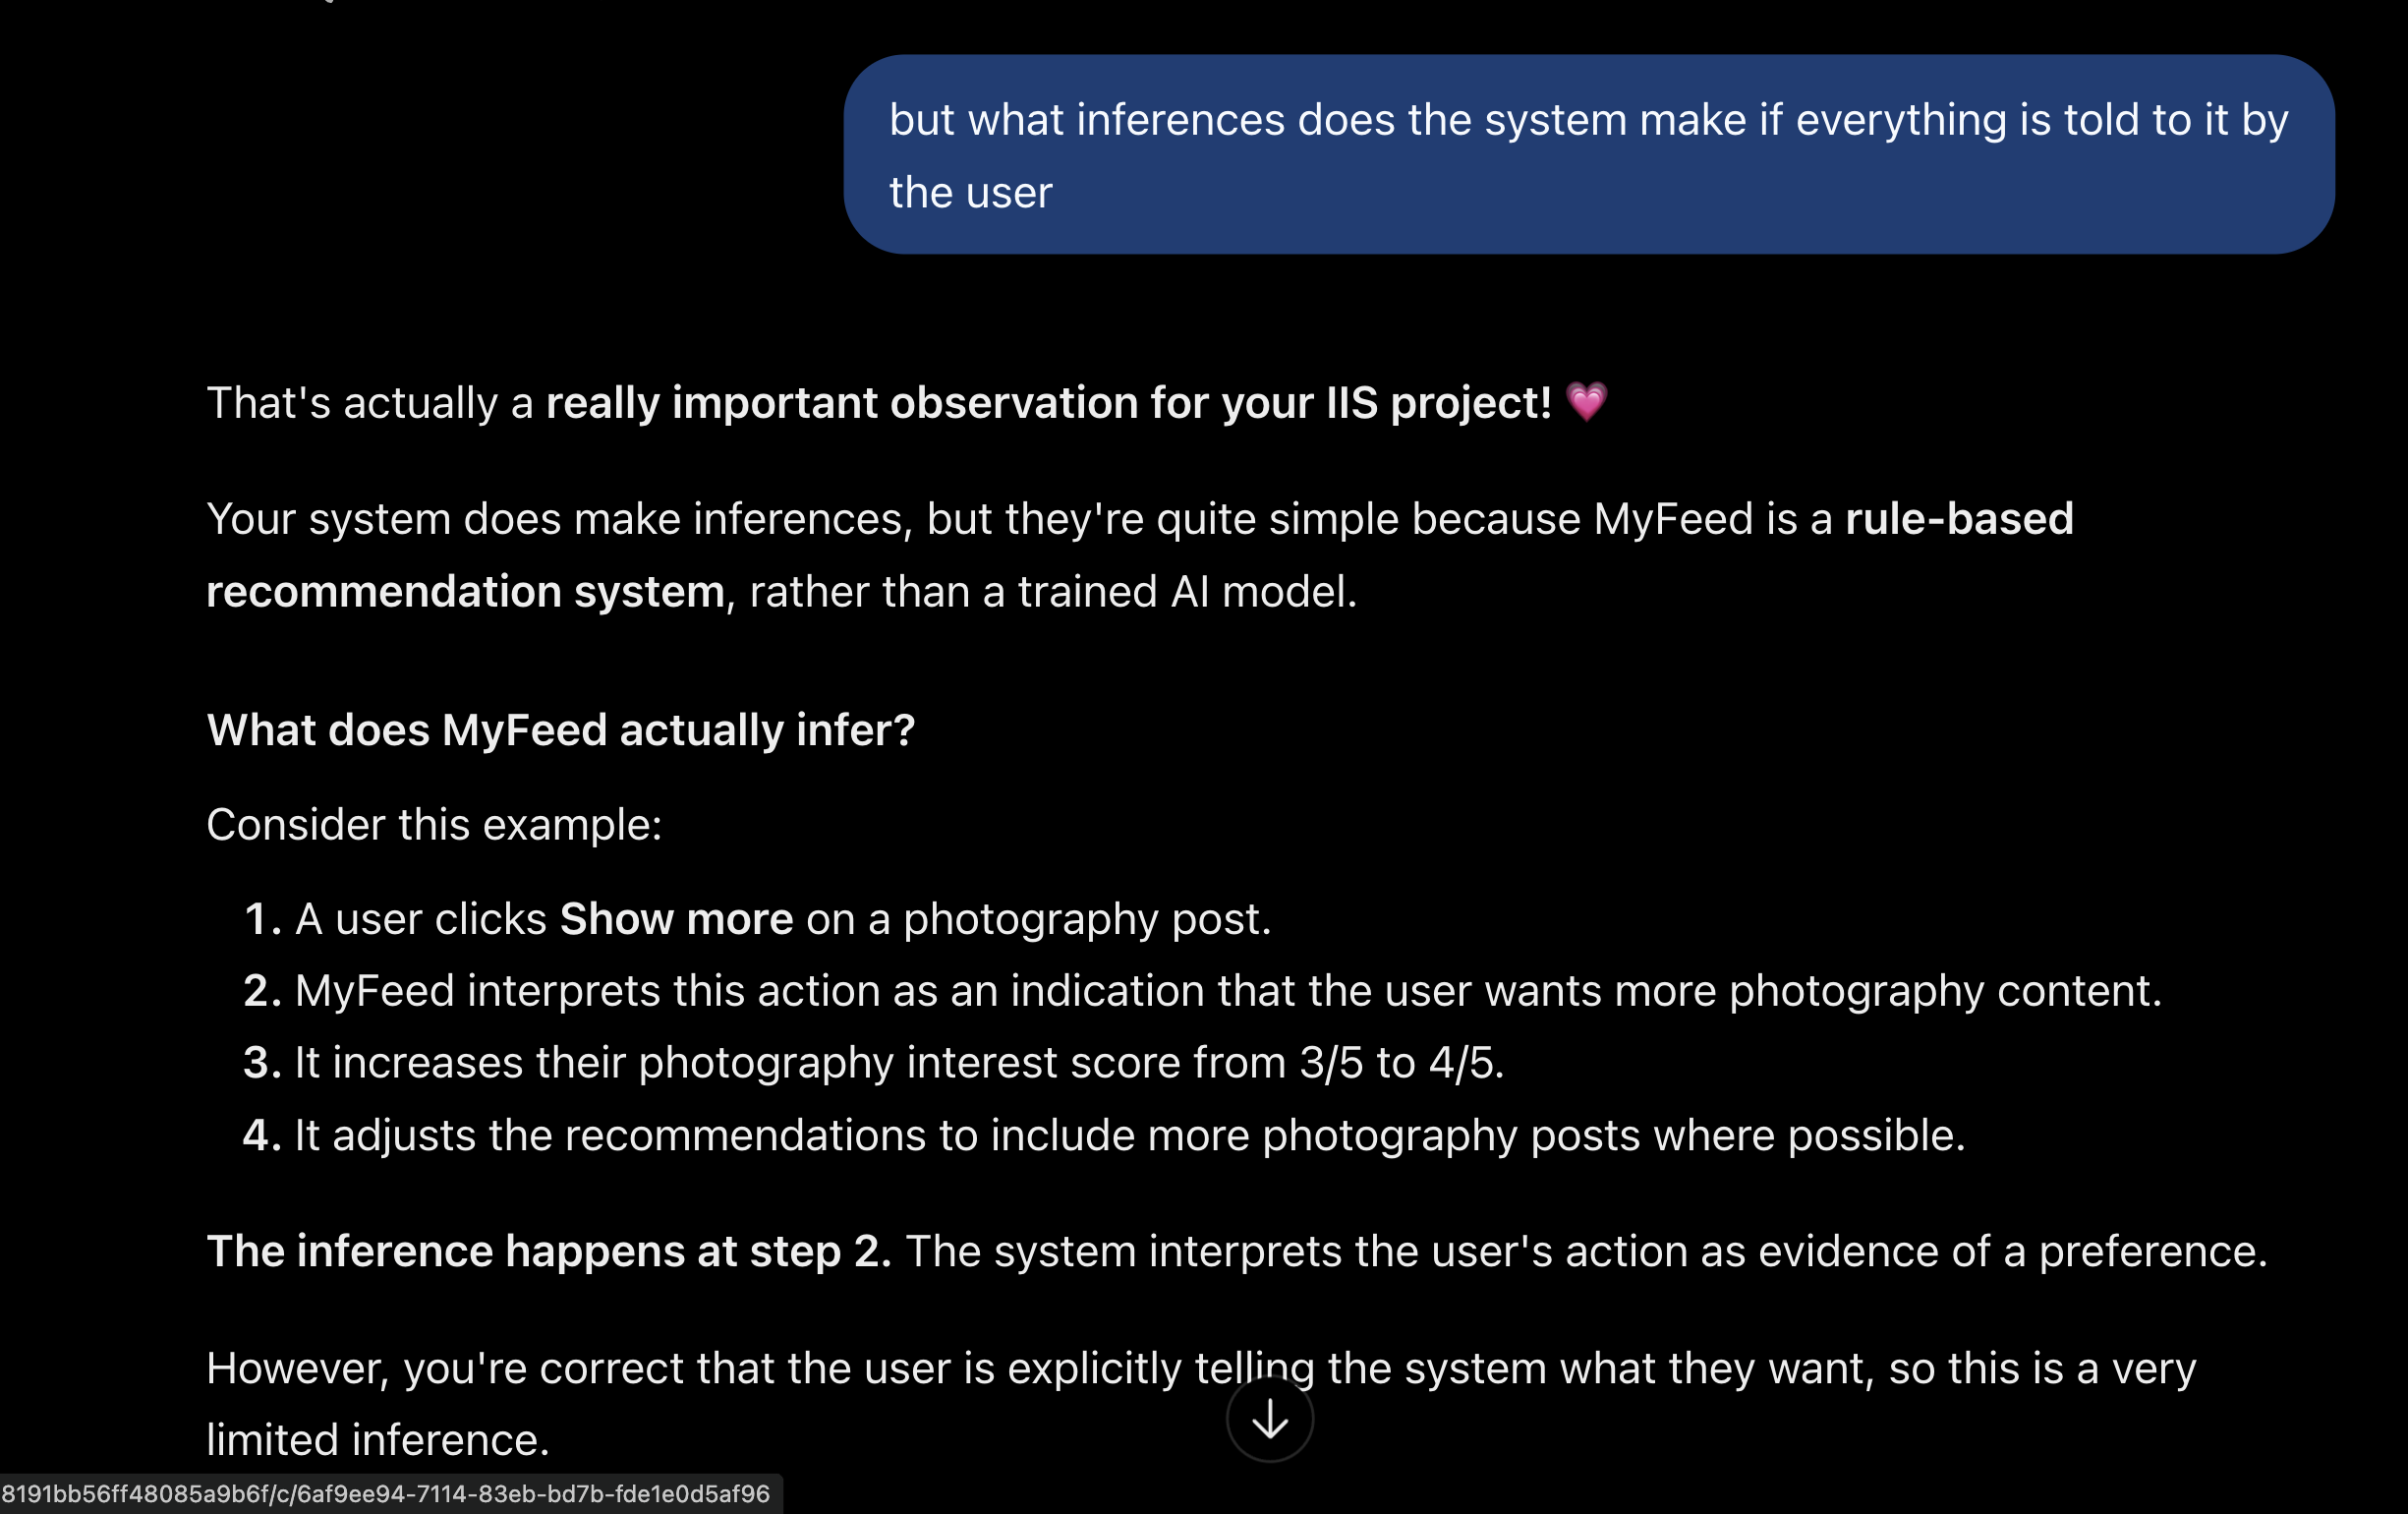 but what inferences does the system make if everything is told to it by
the user
That's actually a really important observation for your IIS project! 💗
Your system does make inferences, but they're quite simple because MyFeed is a rule-based
recommendation system, rather than a trained AI model.
What does MyFeed actually infer?
Consider this example:
1. A user clicks Show more on a photography post.
2. MyFeed interprets this action as an indication that the user wants more photography content.
3. It increases their photography interest score from 3/5 to 4/5.
4. It adjusts the recommendations to include more photography posts where possible.
The inference happens at step 2. The system interprets the user's action as evidence of a preference.
However, you're correct that the user is explicitly telling the system what they want, so this is a very
limited inference.
8191bb56ff48085a9b6f/c/6af9ee94-7114-83eb-bd7b-fde1e0d5af96